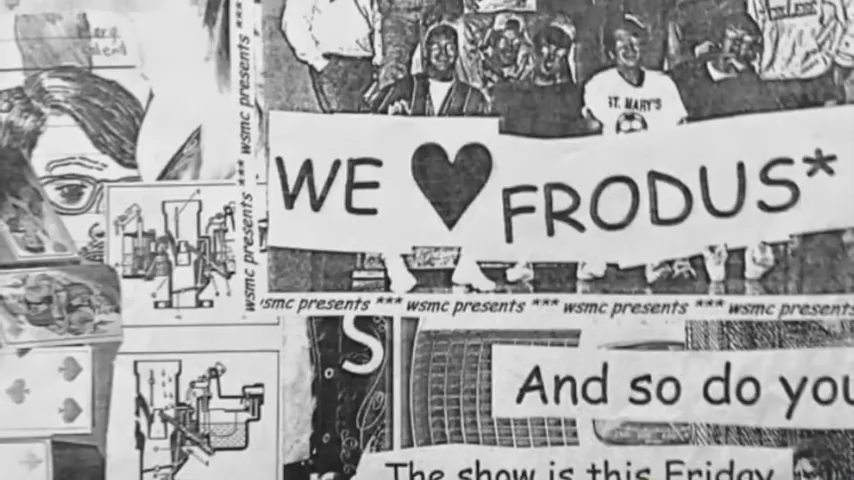 wsmc presents *** wsmc presents ***
ST. MARY'S
WE ♥ FRODUS*
wsmc presents *** wsmc presents *** wsmc presents *** wsmc presents
S
And so do you
The show is this Friday